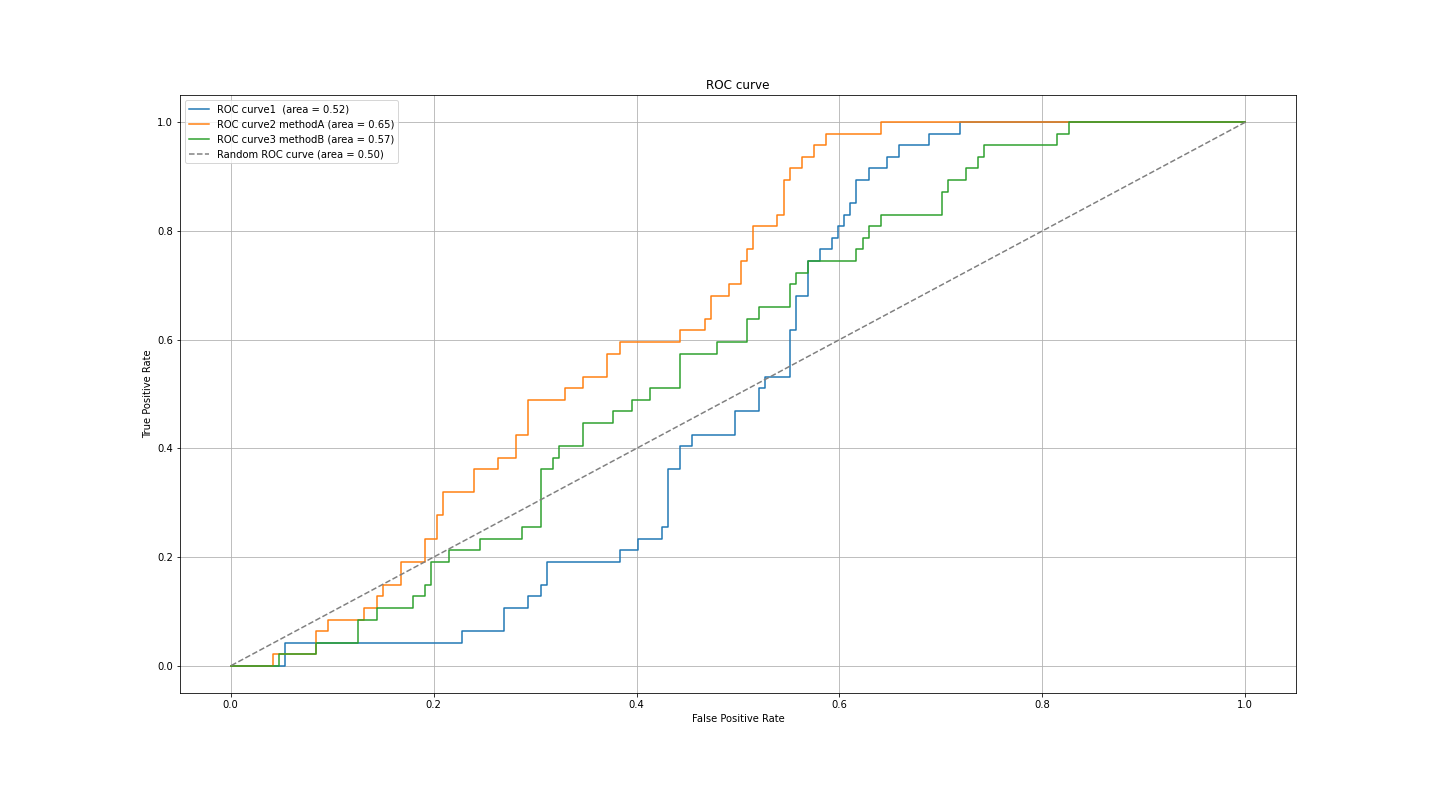 ROC curve
ROC curve1  (area = 0.52)
ROC curve2 methodA (area = 0.65)
ROC curve3 methodB (area = 0.57)
Random ROC curve (area = 0.50)
1.0
0.8
0.6
0.4
0.2
0.0
True Positive Rate
0.0 0.2 0.4 0.6 0.8 1.0
False Positive Rate